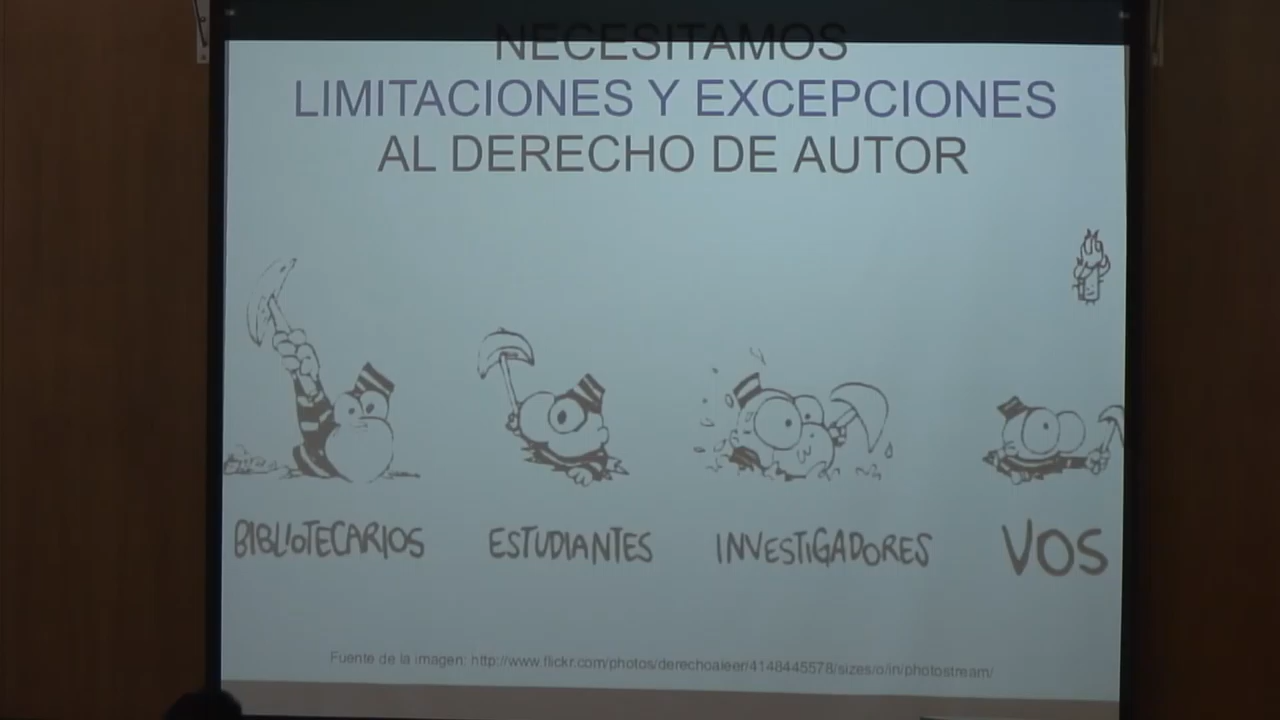 NECESITAMOS
LIMITACIONES Y EXCEPCIONES
AL DERECHO DE AUTOR
BIBLIOTECARIOS
ESTUDIANTES
INVESTIGADORES
VOS
Fuente de la imagen: http://www.flickr.com/photos/derechoaleer/4148445578/sizes/o/in/photostream/